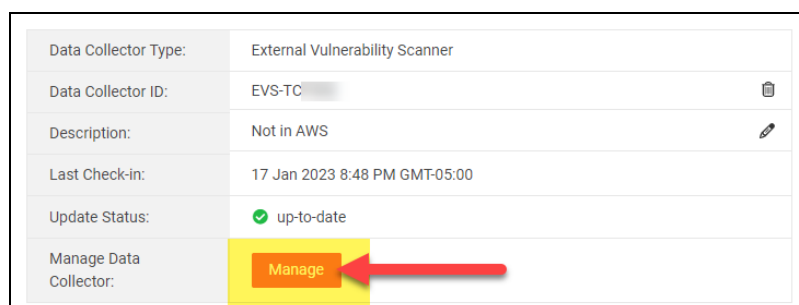 Data Collector Type: External Vulnerability Scanner
Data Collector ID: EVS-TC
Description: Not in AWS
Last Check-in: 17 Jan 2023 8:48 PM GMT-05:00
Update Status: up-to-date
Manage Data
Collector:
Manage